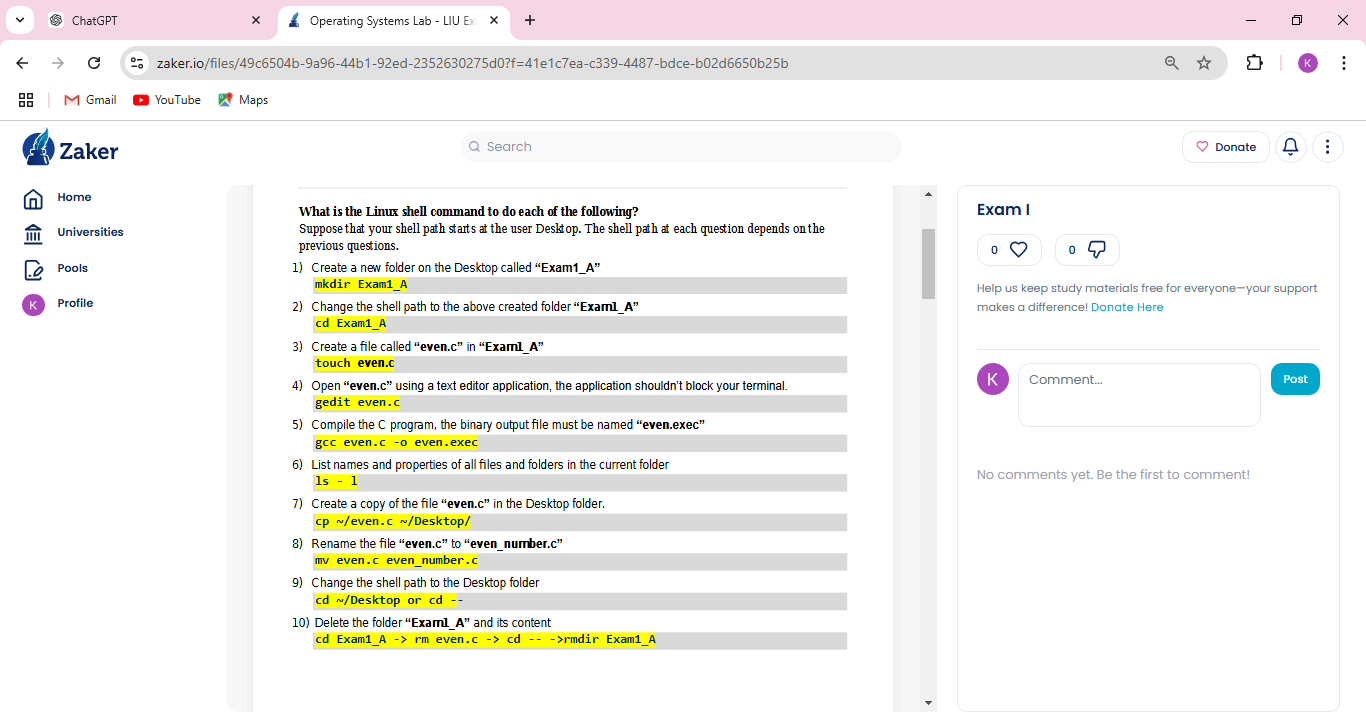 ChatGPT
Operating Systems Lab - LIU Ex
zaker.io/files/49c6504b-9a96-44b1-92ed-2352630275d0?f=41e1c7ea-c339-4487-bdce-b02d6650b25b
K
Gmail
YouTube
Maps
Zaker
Search
Donate
Home
Universities
Pools
K
Profile
What is the Linux shell command to do each of the following?
Suppose that your shell path starts at the user Desktop. The shell path at each question depends on the
previous questions.
1) Create a new folder on the Desktop called “Exam1_A”
mkdir Exam1_A
2) Change the shell path to the above created folder “Exam1_A”
cd Exam1_A
3) Create a file called “even.c” in “Exam1_A”
touch even.c
4) Open “even.c” using a text editor application, the application shouldn't block your terminal.
gedit even.c
5) Compile the C program, the binary output file must be named “even.exec”
gcc even.c -o even.exec
6) List names and properties of all files and folders in the current folder
ls - l
7) Create a copy of the file “even.c” in the Desktop folder.
cp ~/even.c ~/Desktop/
8) Rename the file “even.c” to “even_number.c”
mv even.c even_number.c
9) Change the shell path to the Desktop folder
cd ~/Desktop or cd --
10) Delete the folder “Exam1_A” and its content
cd Exam1_A -> rm even.c -> cd -- ->rmdir Exam1_A
Exam I
0
0
Help us keep study materials free for everyone—your support
makes a difference! Donate Here
K
Comment...
Post
No comments yet. Be the first to comment!